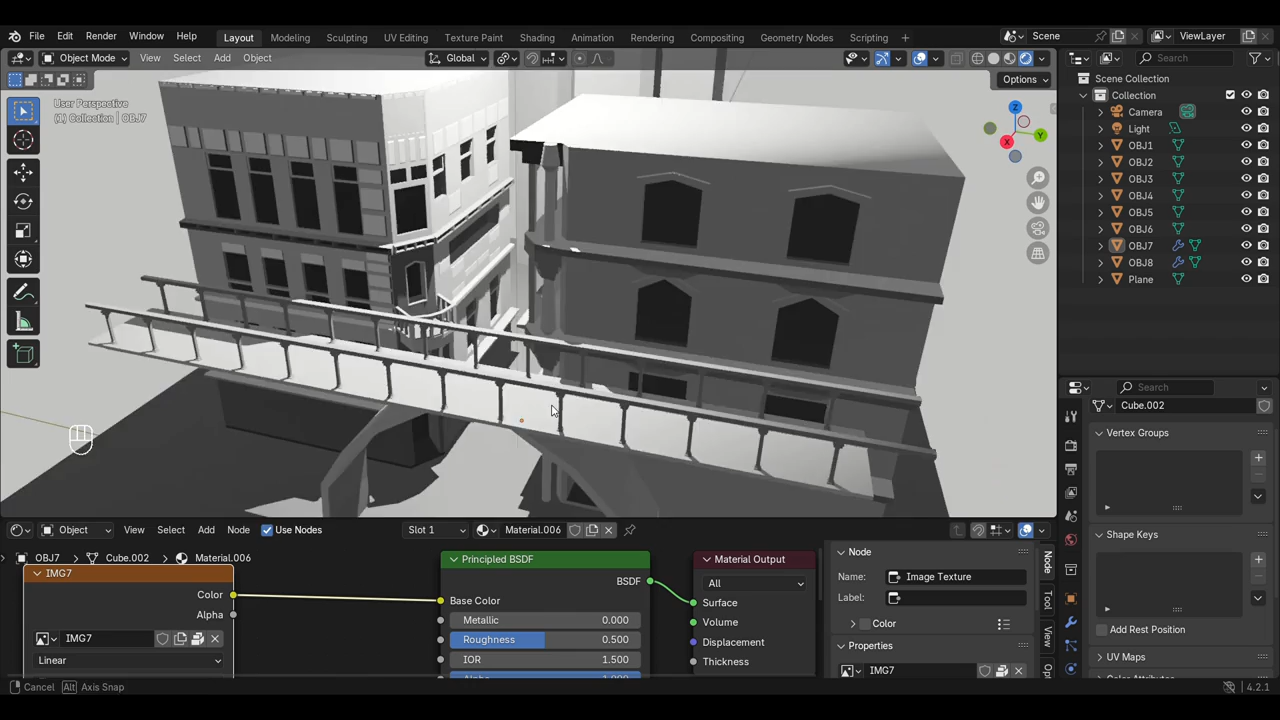 File Edit Render Window Help Layout Modeling Sculpting UV Editing Texture Paint Shading Animation Rendering Compositing Geometry Nodes Scripting + Scene ViewLayer
Object Mode View Select Add Object Global Search
Options
User Perspective
(1) Collection | OBJ7
Z
Y
X
Scene Collection
Collection
Camera
Light
OBJ1
OBJ2
OBJ3
OBJ4
OBJ5
OBJ6
OBJ7
OBJ8
Plane
Search
Cube.002
Vertex Groups
Shape Keys
Add Rest Position
UV Maps
Object View Select Add Node Use Nodes Slot 1 Material.006
OBJ7 > Cube.002 > Material.006
IMG7
Color
Alpha
IMG7
Linear
Principled BSDF
BSDF
Base Color
Metallic 0.000
Roughness 0.500
IOR 1.500
Alpha 1.000
Material Output
All
Surface
Volume
Displacement
Thickness
Node
Name: Image Texture
Label:
Color
Properties
IMG7
Node
Tool
View
Cancel Alt Axis Snap
4.2.1